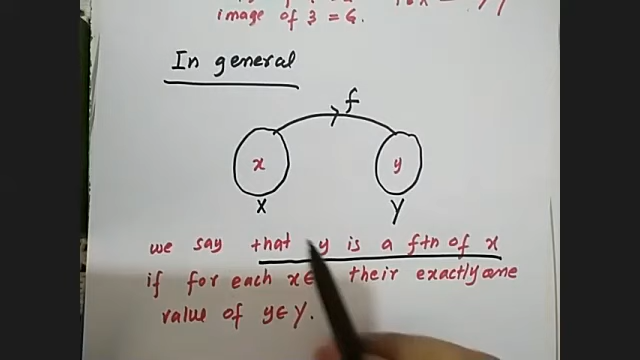 image of 3 = 6.
In general
f
x
y
X
Y
we say that y is a ftn of x
if for each x∈ their exactly one
value of y∈ Y.